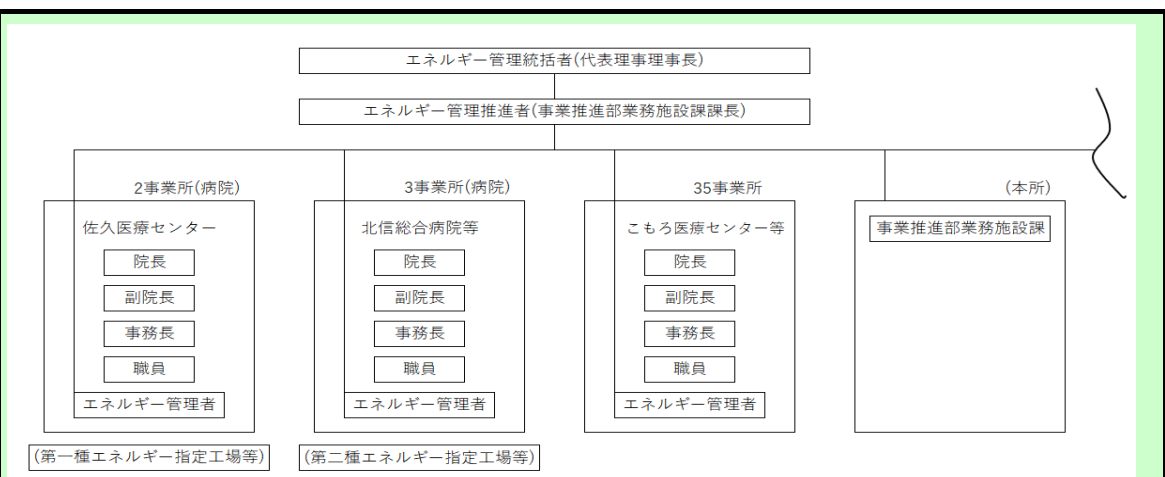 エネルギー管理統括者(代表理事理事長)
エネルギー管理推進者(事業推進部業務施設課課長)
2事業所(病院)
佐久医療センター
院長
副院長
事務長
職員
エネルギー管理者
(第一種エネルギー指定工場等)
3事業所(病院)
北信総合病院等
院長
副院長
事務長
職員
エネルギー管理者
(第二種エネルギー指定工場等)
35事業所
こもろ医療センター等
院長
副院長
事務長
職員
エネルギー管理者
(本所)
事業推進部業務施設課